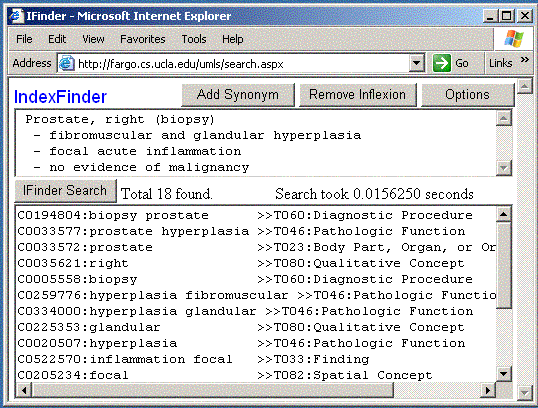 IFinder - Microsoft Internet Explorer
File Edit View Favorites Tools Help
Address http://fargo.cs.ucla.edu/umls/search.aspx Go Links »
IndexFinder Add Synonym Remove Inflexion Options
Prostate, right (biopsy)
- fibromuscular and glandular hyperplasia
- focal acute inflammation
- no evidence of malignancy
IFinder Search Total 18 found. Search took 0.0156250 seconds
C0194804:biopsy prostate >>T060:Diagnostic Procedure
C0033577:prostate hyperplasia >>T046:Pathologic Function
C0033572:prostate >>T023:Body Part, Organ, or Or
C0035621:right >>T080:Qualitative Concept
C0005558:biopsy >>T060:Diagnostic Procedure
C0259776:hyperplasia fibromuscular >>T046:Pathologic Functio
C0334000:hyperplasia glandular >>T046:Pathologic Function
C0225353:glandular >>T080:Qualitative Concept
C0020507:hyperplasia >>T046:Pathologic Function
C0522570:inflammation focal >>T033:Finding
C0205234:focal >>T082:Spatial Concept